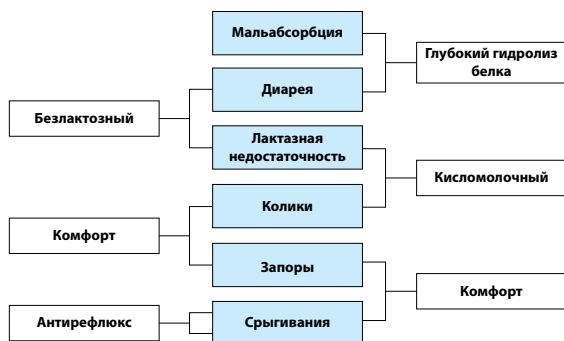 Мальабсорбция
Глубокий гидролиз
белка
Диарея
Безлактозный
Лактазная
недостаточность
Кисломолочный
Колики
Комфорт
Запоры
Комфорт
Антирефлюкс
Срыгивания